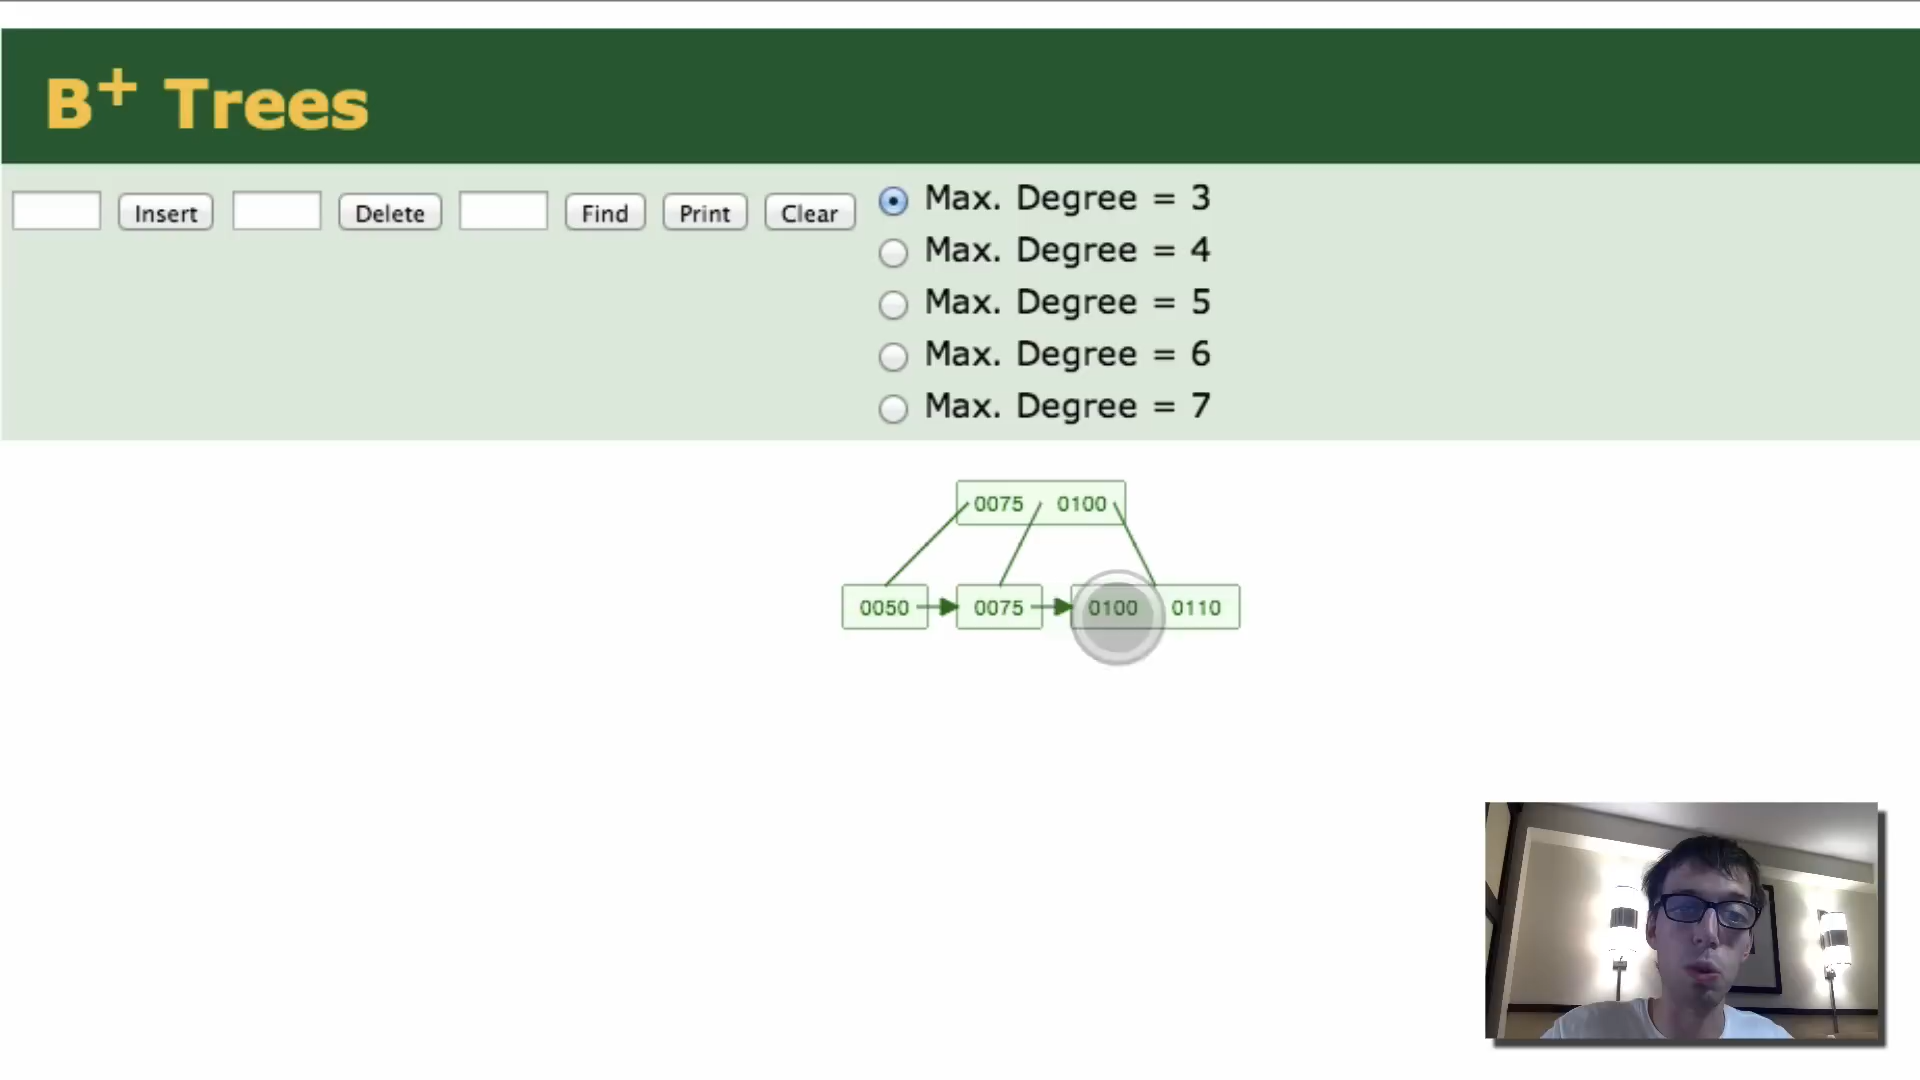 B+ Trees
Insert Delete Find Print Clear
Max. Degree = 3
Max. Degree = 4
Max. Degree = 5
Max. Degree = 6
Max. Degree = 7
0075 0100
0050 0075 0100 0110